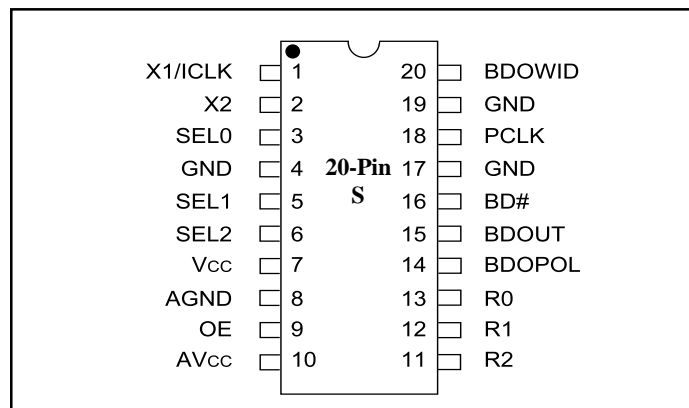 X1/ICLK 1 20 BDOWID
X2 2 19 GND
SEL0 3 18 PCLK
GND 4 20-Pin 17 GND
SEL1 5 S 16 BD#
SEL2 6 15 BDOUT
Vcc 7 14 BDOPOL
AGND 8 13 R0
OE 9 12 R1
AVcc 10 11 R2